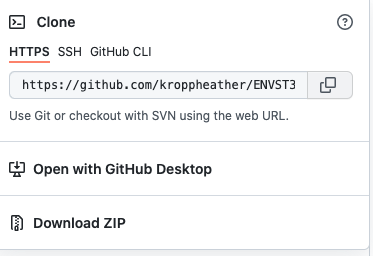 Clone
HTTPS SSH GitHub CLI
https://github.com/kroppheather/ENVST3
Use Git or checkout with SVN using the web URL.
Open with GitHub Desktop
Download ZIP